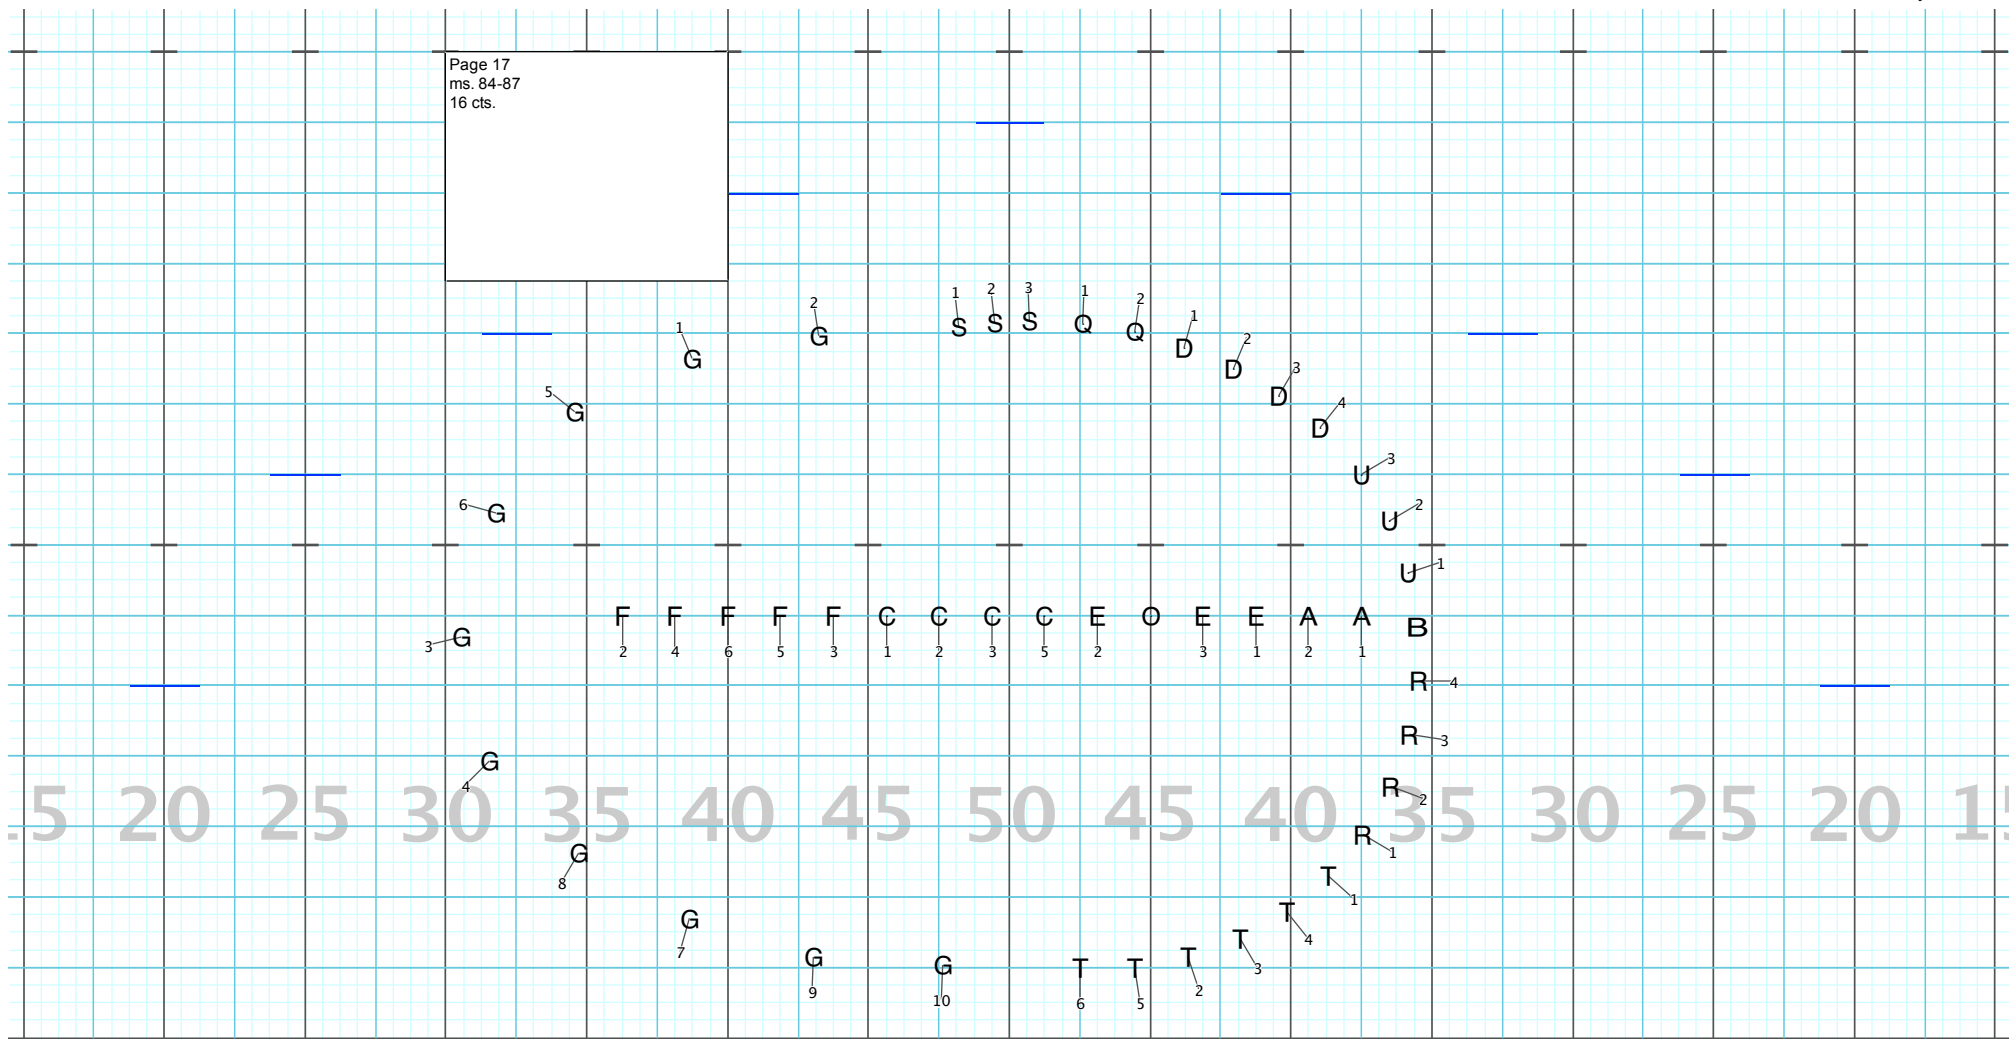 Page 17
ms. 84-87
16 cts.
1 2 3 1 2
S S S Q Q
2 1
G D
1 2
G D
3
D
5 4
G D
3
U
6 2
G U
1
U
F F F F F C C C C E O E E A A B
2 4 6 5 3 1 2 3 5 2 3 1 2 1
G
3
R 4
R 3
G
4
R 2
20 25 30 35 40 45 50 45 40 35 30 25 20
R 1
G
8
T 1
G
7
T 4
T 3
G
9
T 2
G T T
10 6 5